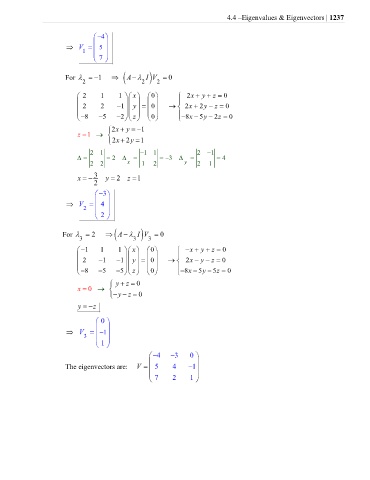 4.4 –Eigenvalues & Eigenvectors | 1237
⇒ V₁ = (−4; 5; 7)
For λ₂ = −1 ⇒ (A − λ₂ I) V₂ = 0
(2 1 1; 2 2 −1; −8 −5 −2)(x; y; z) = (0; 0; 0) → { 2x + y + z = 0; 2x + 2y − z = 0; −8x − 5y − 2z = 0
z = 1 → { 2x + y = −1; 2x + 2y = 1
Δ = |2 1; 2 2| = 2 Δx = |−1 1; 1 2| = −3 Δy = |2 −1; 2 1| = 4
x = −3/2 y = 2 z = 1
⇒ V₂ = (−3; 4; 2)
For λ₃ = 2 ⇒ (A − λ₃ I) V₃ = 0
(−1 1 1; 2 −1 −1; −8 −5 −5)(x; y; z) = (0; 0; 0) → { −x + y + z = 0; 2x − y − z = 0; −8x − 5y − 5z = 0
x = 0 → { y + z = 0; −y − z = 0
y = −z
⇒ V₃ = (0; −1; 1)
The eigenvectors are: V = (−4 −3 0; 5 4 −1; 7 2 1)